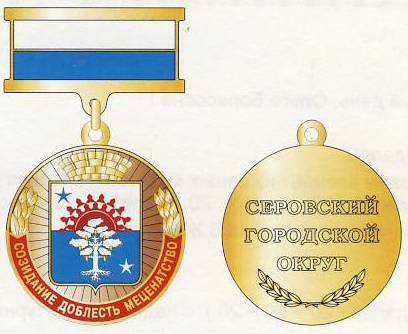 СОЗИДАНИЕ ДОБЛЕСТЬ МЕЦЕНАТСТВО
СЕРОВСКИЙ
ГОРОДСКОЙ
ОКРУГ